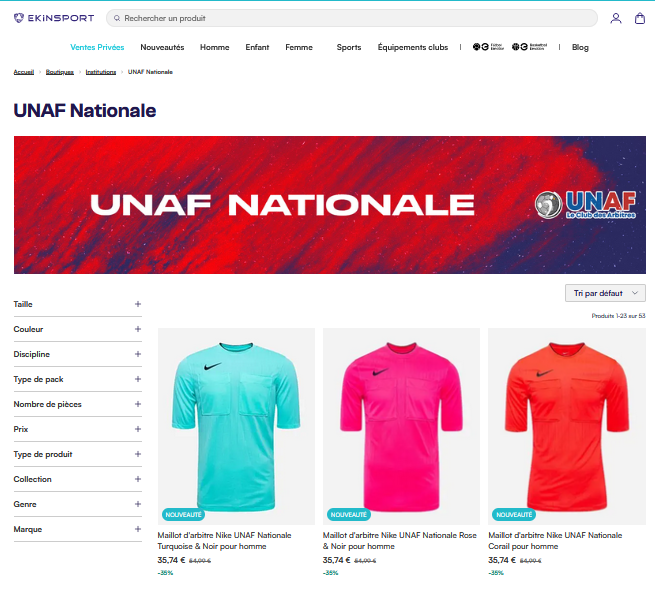 EKINSPORT
Rechercher un produit
Ventes Privées Nouveautés Homme Enfant Femme Sports Équipements clubs | | Blog
Accueil › Boutiques › Institutions › UNAF Nationale
UNAF Nationale
UNAF NATIONALE
UNAF
Le Club des Arbitres
Tri par défaut
Produits 1-23 sur 53
Taille +
Couleur +
Discipline +
Type de pack +
Nombre de pièces +
Prix +
Type de produit +
Collection +
Genre +
Marque +
NOUVEAUTÉ
Maillot d'arbitre Nike UNAF Nationale
Turquoise & Noir pour homme
35,74 € 54,99 €
-35%
NOUVEAUTÉ
Maillot d'arbitre Nike UNAF Nationale Rose
& Noir pour homme
35,74 € 54,99 €
-35%
NOUVEAUTÉ
Maillot d'arbitre Nike UNAF Nationale
Corail pour homme
35,74 € 54,99 €
-35%